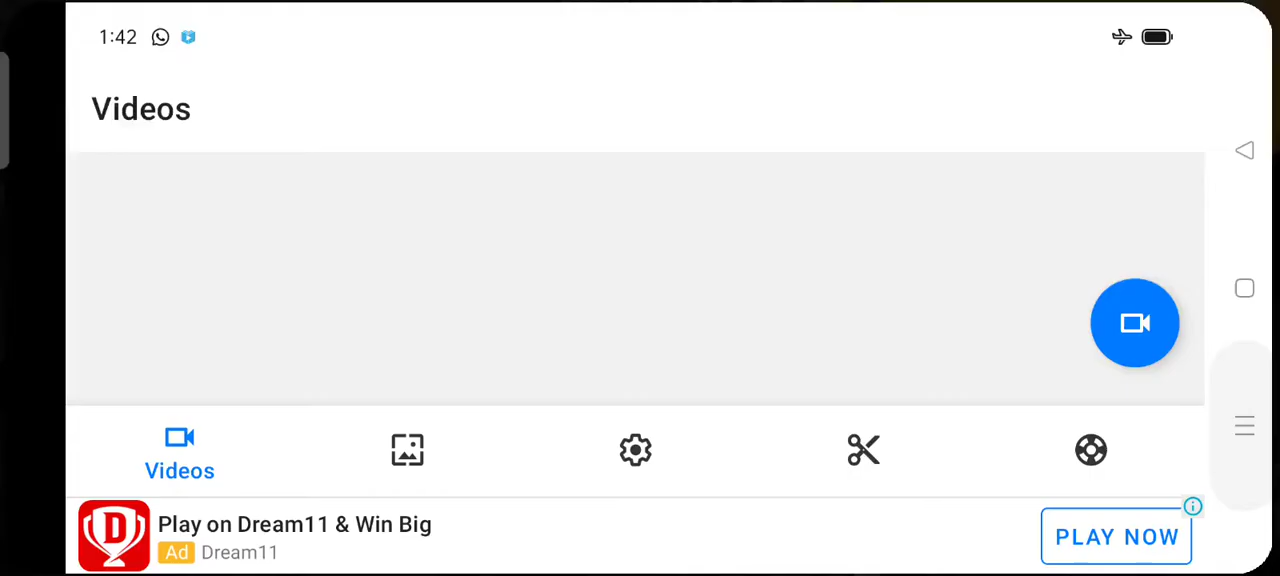 1:42
Videos
Videos
D
Play on Dream11 & Win Big
Ad Dream11
PLAY NOW